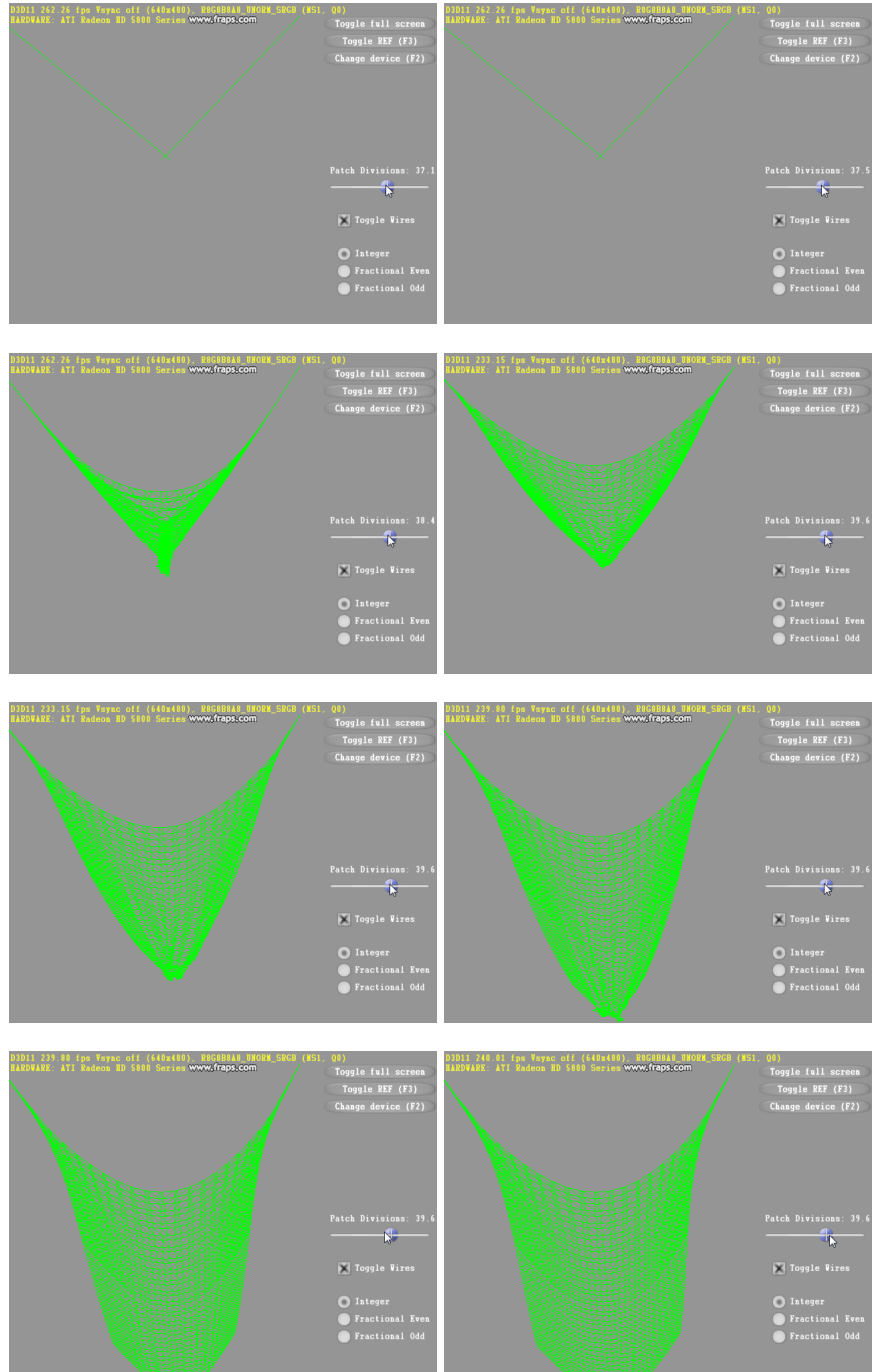 D3D11 262.26 fps Vsync off (640x480), R8G8B8A8_UNORM_SRGB (MS1, Q0)
HARDWARE: ATI Radeon HD 5800 Series www.fraps.com
Toggle full screen
Toggle REF (F3)
Change device (F2)
Patch Divisions: 37.1
Toggle Wires
Integer
Fractional Even
Fractional Odd
D3D11 262.26 fps Vsync off (640x480), R8G8B8A8_UNORM_SRGB (MS1, Q0)
HARDWARE: ATI Radeon HD 5800 Series www.fraps.com
Toggle full screen
Toggle REF (F3)
Change device (F2)
Patch Divisions: 37.5
Toggle Wires
Integer
Fractional Even
Fractional Odd
D3D11 262.26 fps Vsync off (640x480), R8G8B8A8_UNORM_SRGB (MS1, Q0)
HARDWARE: ATI Radeon HD 5800 Series www.fraps.com
Toggle full screen
Toggle REF (F3)
Change device (F2)
Patch Divisions: 38.4
Toggle Wires
Integer
Fractional Even
Fractional Odd
D3D11 233.15 fps Vsync off (640x480), R8G8B8A8_UNORM_SRGB (MS1, Q0)
HARDWARE: ATI Radeon HD 5800 Series www.fraps.com
Toggle full screen
Toggle REF (F3)
Change device (F2)
Patch Divisions: 39.6
Toggle Wires
Integer
Fractional Even
Fractional Odd
D3D11 233.15 fps Vsync off (640x480), R8G8B8A8_UNORM_SRGB (MS1, Q0)
HARDWARE: ATI Radeon HD 5800 Series www.fraps.com
Toggle full screen
Toggle REF (F3)
Change device (F2)
Patch Divisions: 39.6
Toggle Wires
Integer
Fractional Even
Fractional Odd
D3D11 239.80 fps Vsync off (640x480), R8G8B8A8_UNORM_SRGB (MS1, Q0)
HARDWARE: ATI Radeon HD 5800 Series www.fraps.com
Toggle full screen
Toggle REF (F3)
Change device (F2)
Patch Divisions: 39.6
Toggle Wires
Integer
Fractional Even
Fractional Odd
D3D11 239.80 fps Vsync off (640x480), R8G8B8A8_UNORM_SRGB (MS1, Q0)
HARDWARE: ATI Radeon HD 5800 Series www.fraps.com
Toggle full screen
Toggle REF (F3)
Change device (F2)
Patch Divisions: 39.6
Toggle Wires
Integer
Fractional Even
Fractional Odd
D3D11 240.01 fps Vsync off (640x480), R8G8B8A8_UNORM_SRGB (MS1, Q0)
HARDWARE: ATI Radeon HD 5800 Series www.fraps.com
Toggle full screen
Toggle REF (F3)
Change device (F2)
Patch Divisions: 39.6
Toggle Wires
Integer
Fractional Even
Fractional Odd